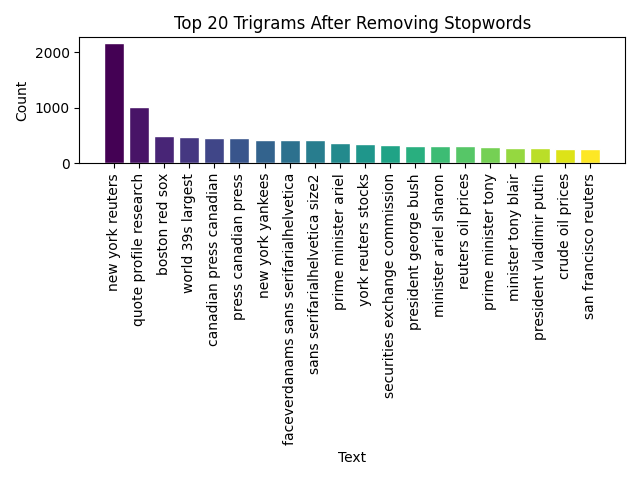 Top 20 Trigrams After Removing Stopwords
Count
2000
1000
0
new york reuters
quote profile research
boston red sox
world 39s largest
canadian press canadian
press canadian press
new york yankees
faceverdanams sans serifarialhelvetica
sans serifarialhelvetica size2
prime minister ariel
york reuters stocks
securities exchange commission
president george bush
minister ariel sharon
reuters oil prices
prime minister tony
minister tony blair
president vladimir putin
crude oil prices
san francisco reuters
Text